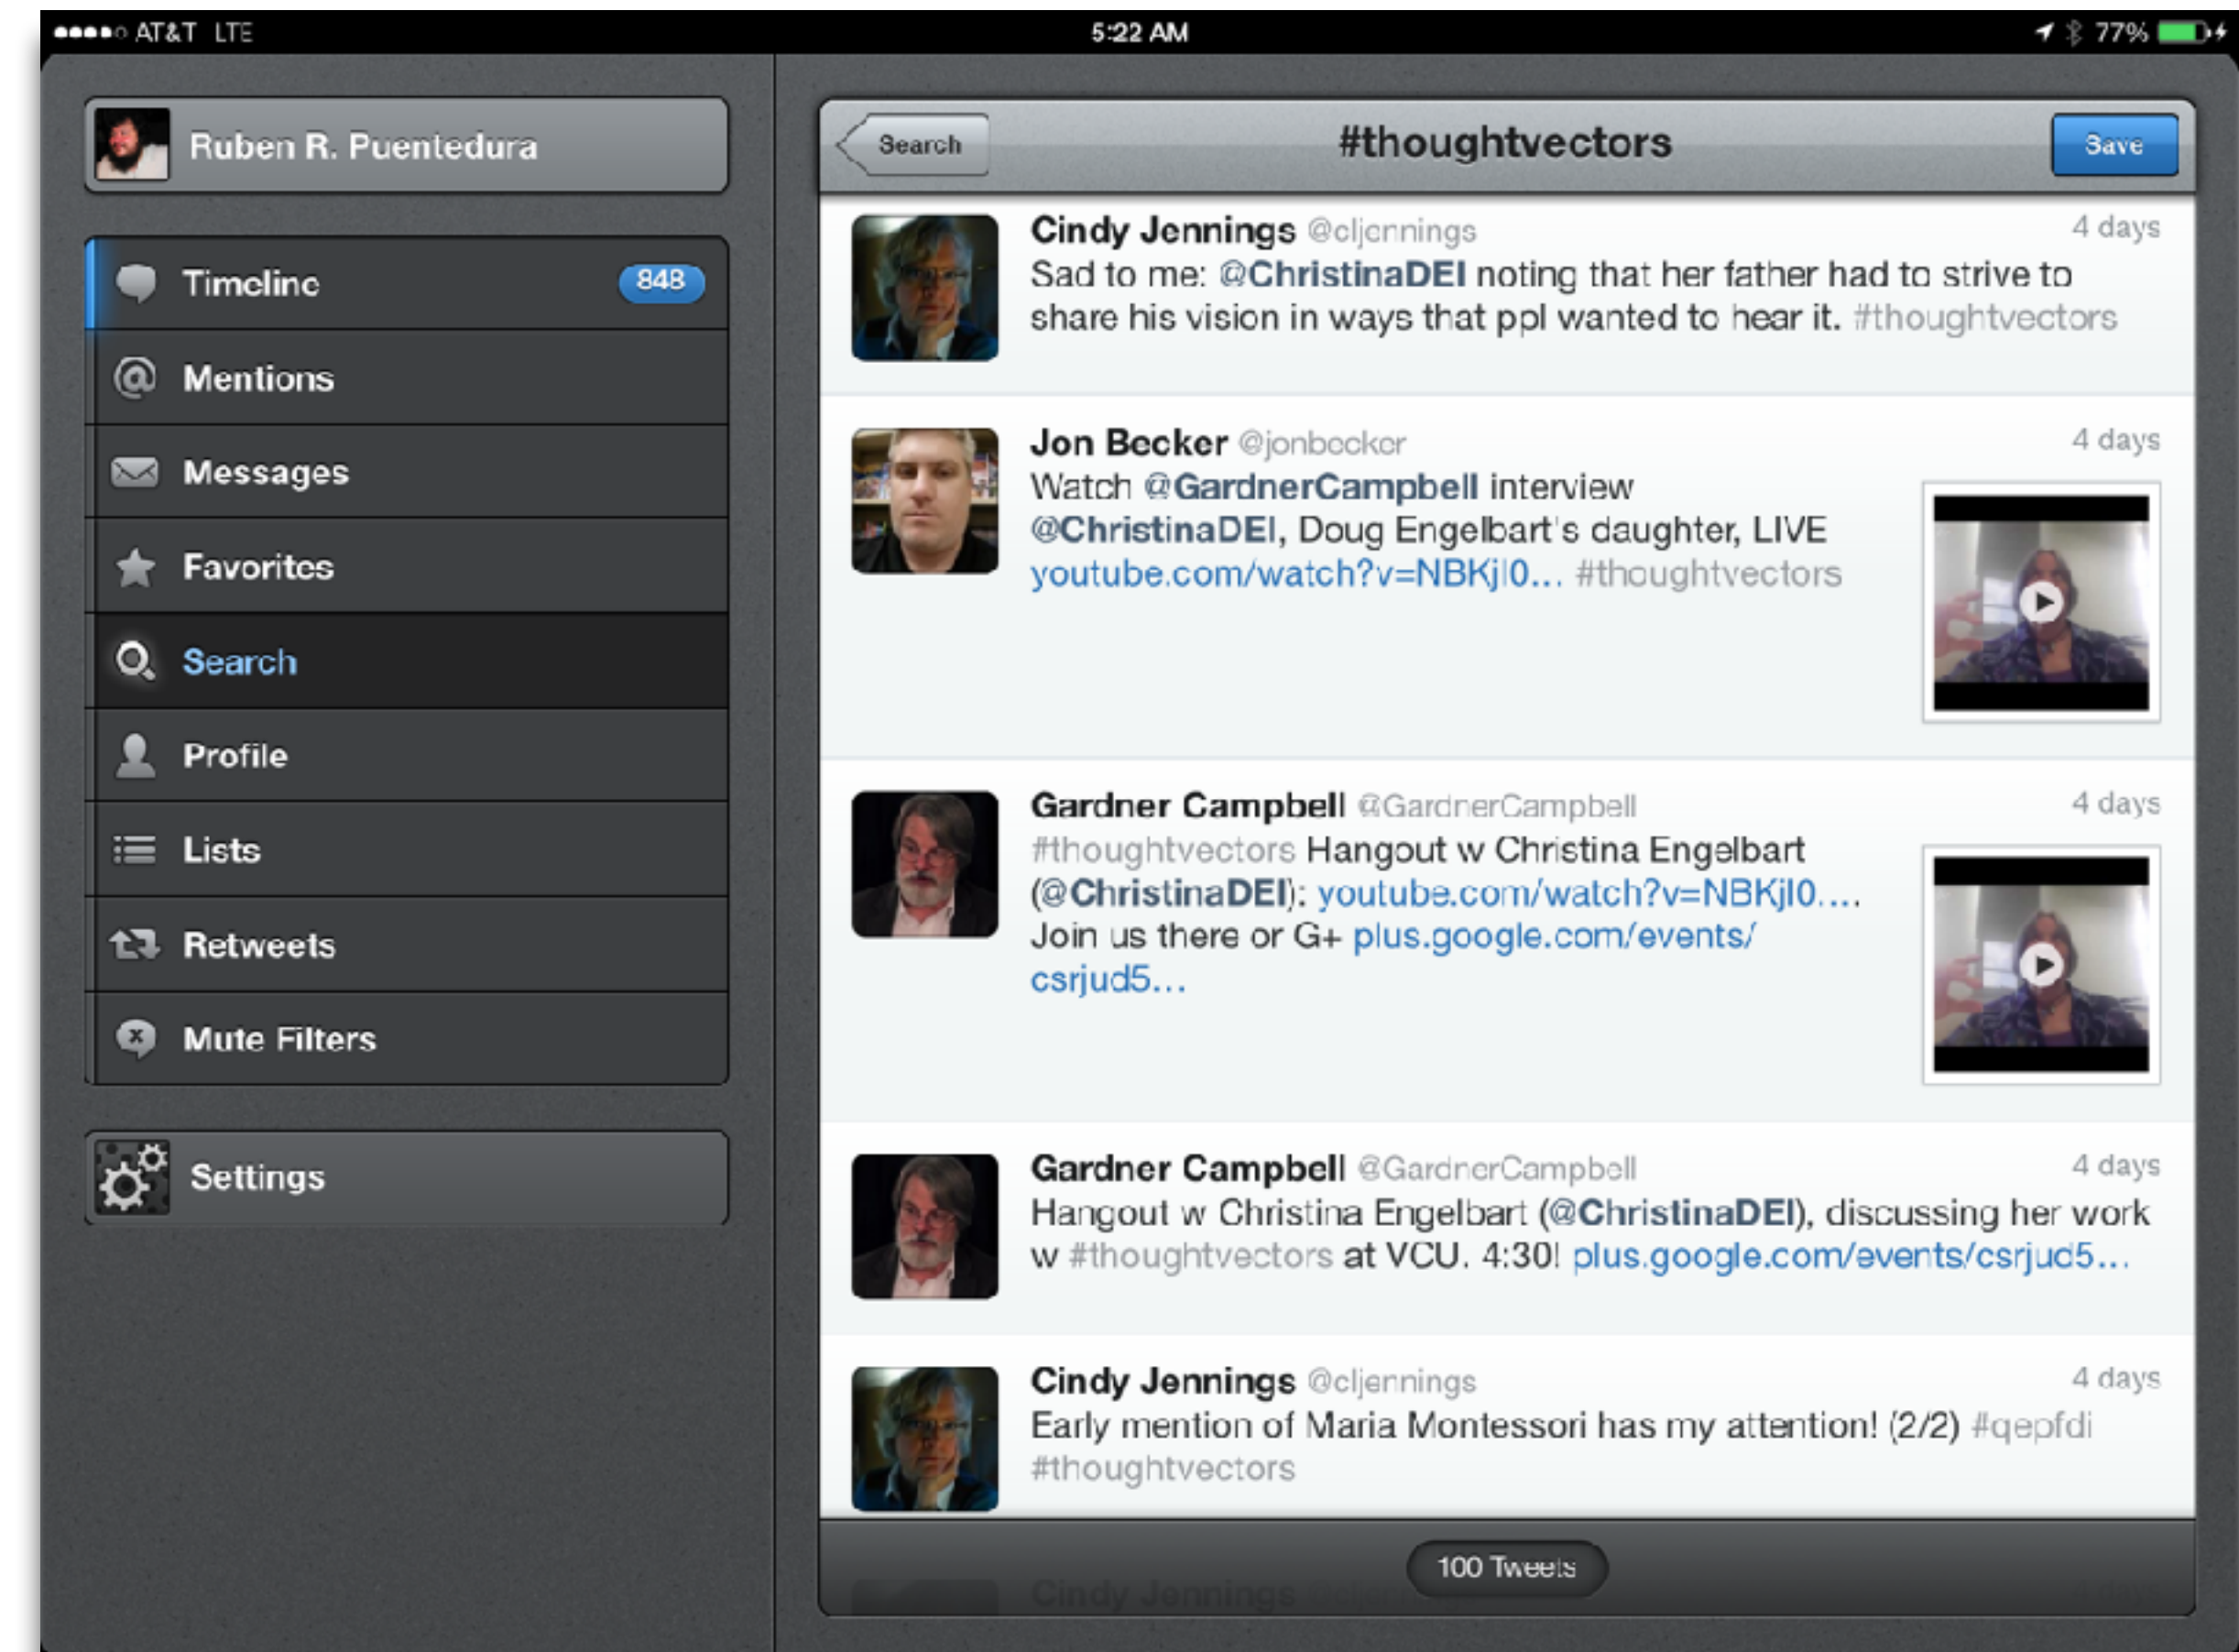 AT&T LTE
5:22 AM
77%
Ruben R. Puentedura
Timeline
848
Mentions
Messages
Favorites
Search
Profile
Lists
Retweets
Mute Filters
Settings
Search
#thoughtvectors
Save
Cindy Jennings @cljennings
4 days
Sad to me: @ChristinaDEI noting that her father had to strive to
share his vision in ways that ppl wanted to hear it. #thoughtvectors
Jon Becker @jonbecker
4 days
Watch @GardnerCampbell interview
@ChristinaDEI, Doug Engelbart's daughter, LIVE
youtube.com/watch?v=NBKjI0... #thoughtvectors
Gardner Campbell @GardnerCampbell
4 days
#thoughtvectors Hangout w Christina Engelbart
(@ChristinaDEI): youtube.com/watch?v=NBKjI0....
Join us there or G+ plus.google.com/events/
csrjud5...
Gardner Campbell @GardnerCampbell
4 days
Hangout w Christina Engelbart (@ChristinaDEI), discussing her work
w #thoughtvectors at VCU. 4:30! plus.google.com/events/csrjud5...
Cindy Jennings @cljennings
4 days
Early mention of Maria Montessori has my attention! (2/2) #qepfdi
#thoughtvectors
100 Tweets
Cindy Jennings
4 days